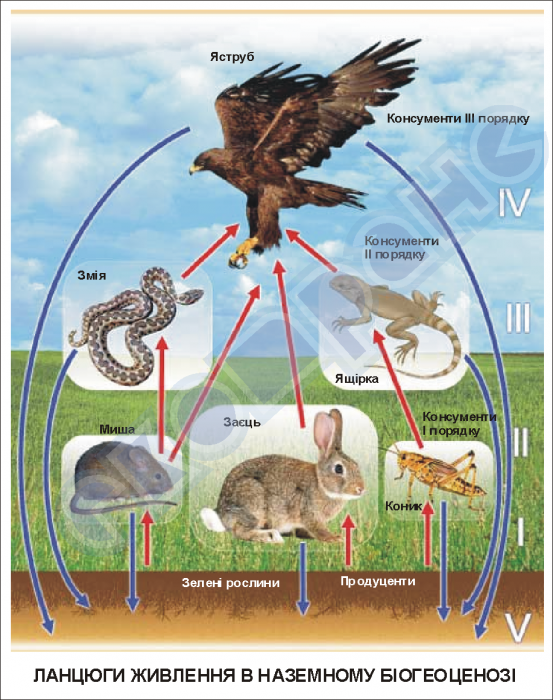 Яструб
Консументи III порядку
IV
Консументи
II порядку
Змія
III
Ящірка
Консументи
I порядку
Миша
Заєць
II
Коник
I
Зелені рослини
Продуценти
V
ЛАНЦЮГИ ЖИВЛЕННЯ В НАЗЕМНОМУ БІОГЕОЦЕНОЗІ